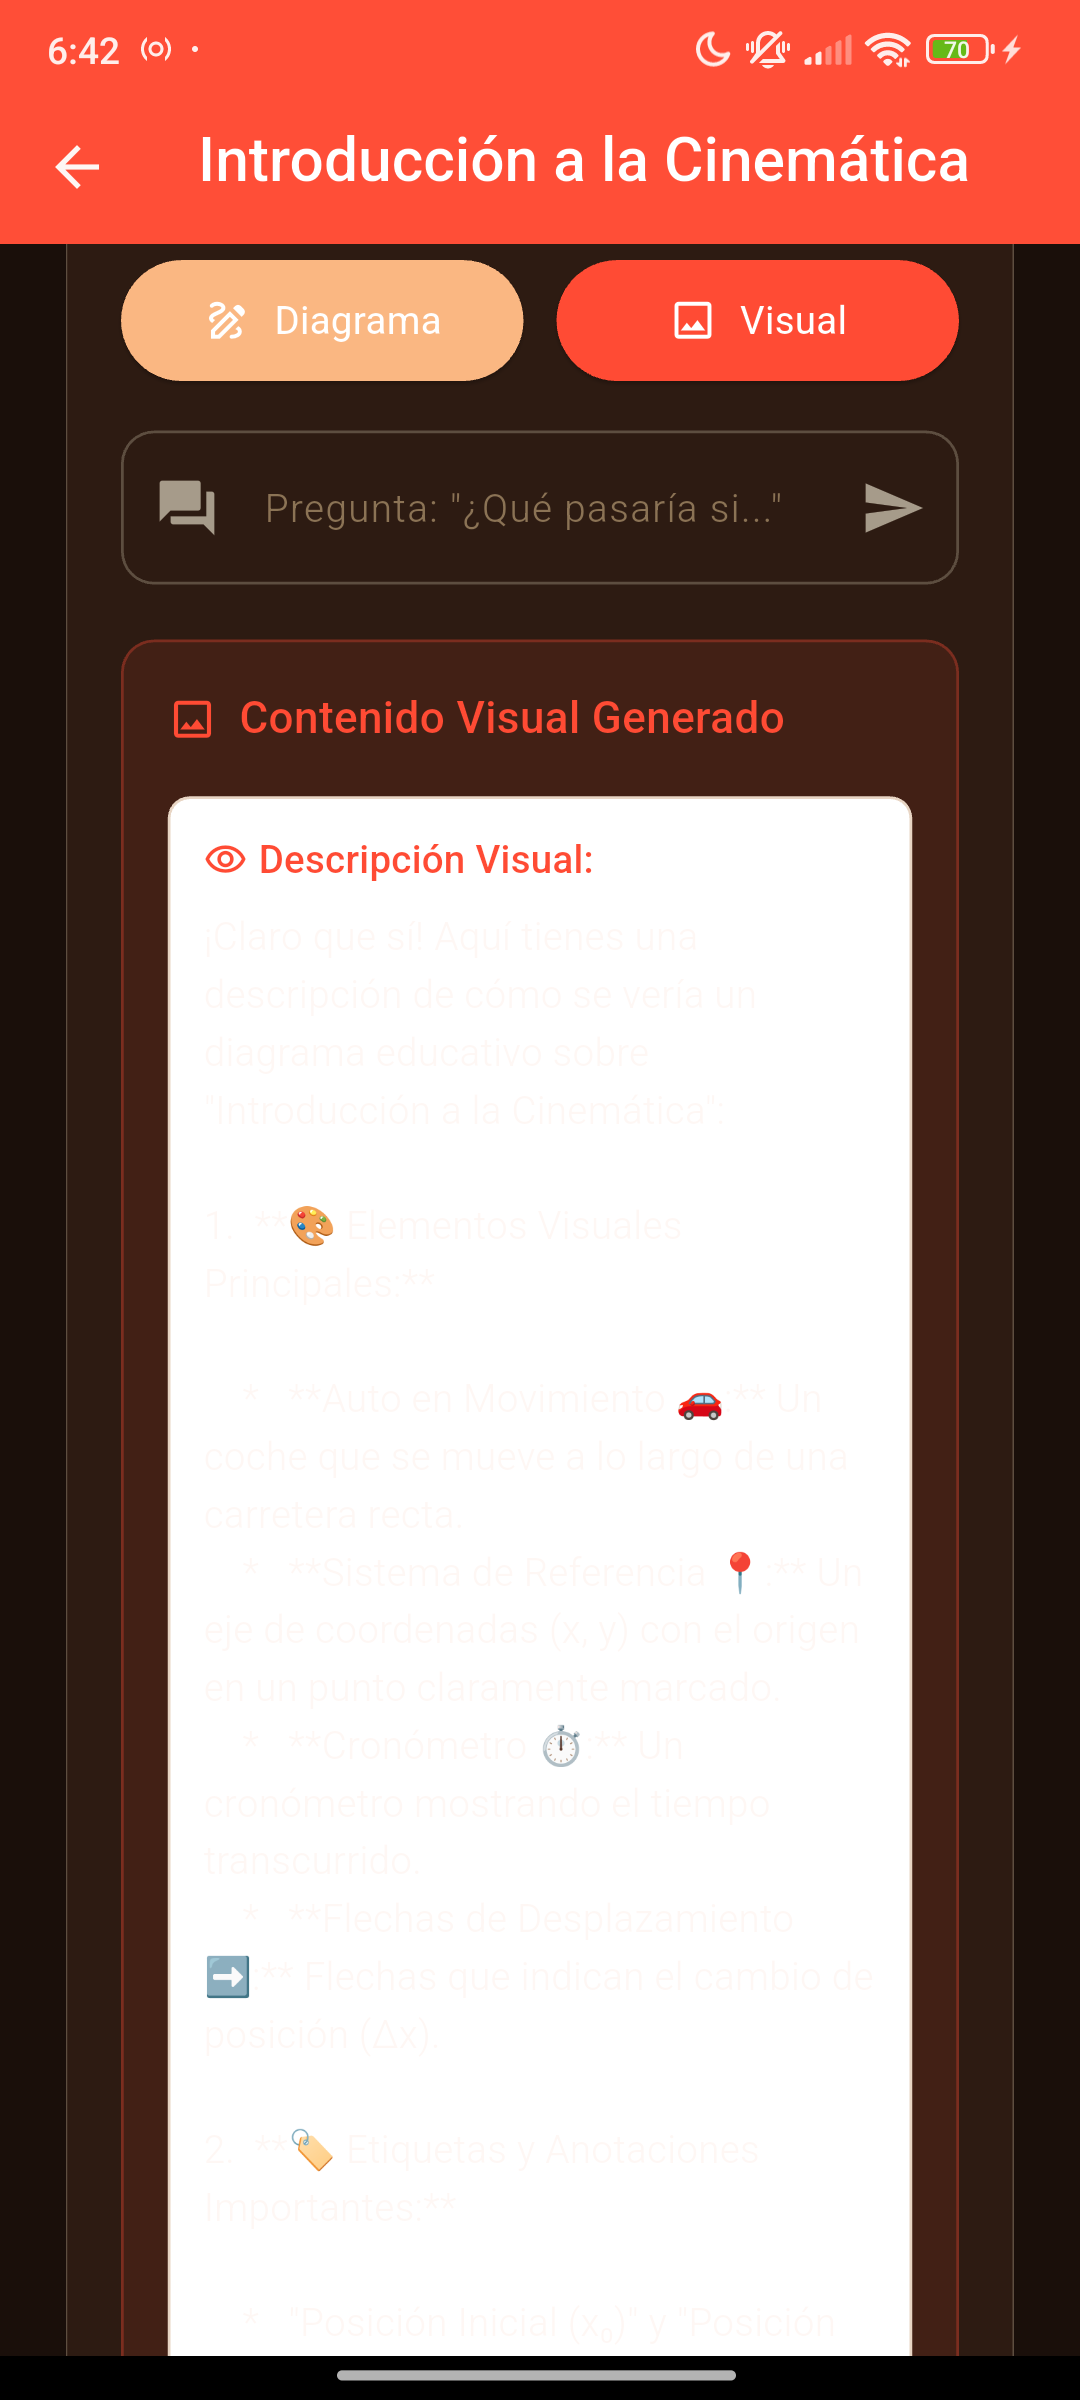 6:42
70
Introducción a la Cinemática
Diagrama
Visual
Pregunta: "¿Qué pasaría si..."
Contenido Visual Generado
Descripción Visual:
¡Claro que sí! Aquí tienes una
descripción de cómo se vería un
diagrama educativo sobre
"Introducción a la Cinemática":
1. **🎨 Elementos Visuales
Principales:**
* **Auto en Movimiento 🚗:** Un
coche que se mueve a lo largo de una
carretera recta.
* **Sistema de Referencia 📍:** Un
eje de coordenadas (x, y) con el origen
en un punto claramente marcado.
* **Cronómetro ⏱️:** Un
cronómetro mostrando el tiempo
transcurrido.
* **Flechas de Desplazamiento
➡️:** Flechas que indican el cambio de
posición (Δx).
2. **🏷️ Etiquetas y Anotaciones
Importantes:**
* "Posición Inicial (x₀)" y "Posición